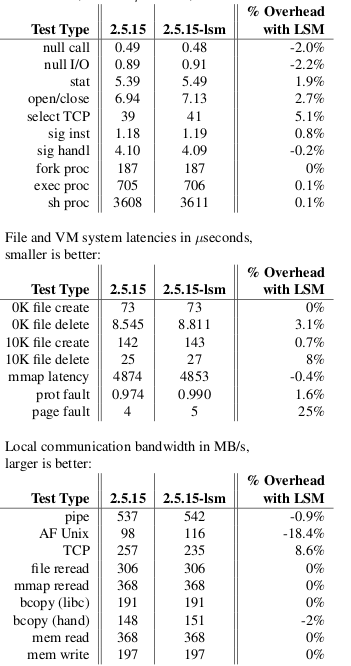 % Overhead
Test Type 2.5.15 2.5.15-lsm with LSM
null call 0.49 0.48 -2.0%
null I/O 0.89 0.91 -2.2%
stat 5.39 5.49 1.9%
open/close 6.94 7.13 2.7%
select TCP 39 41 5.1%
sig inst 1.18 1.19 0.8%
sig handl 4.10 4.09 -0.2%
fork proc 187 187 0%
exec proc 705 706 0.1%
sh proc 3608 3611 0.1%
File and VM system latencies in μseconds,
smaller is better:
% Overhead
Test Type 2.5.15 2.5.15-lsm with LSM
0K file create 73 73 0%
0K file delete 8.545 8.811 3.1%
10K file create 142 143 0.7%
10K file delete 25 27 8%
mmap latency 4874 4853 -0.4%
prot fault 0.974 0.990 1.6%
page fault 4 5 25%
Local communication bandwidth in MB/s,
larger is better:
% Overhead
Test Type 2.5.15 2.5.15-lsm with LSM
pipe 537 542 -0.9%
AF Unix 98 116 -18.4%
TCP 257 235 8.6%
file reread 306 306 0%
mmap reread 368 368 0%
bcopy (libc) 191 191 0%
bcopy (hand) 148 151 -2%
mem read 368 368 0%
mem write 197 197 0%